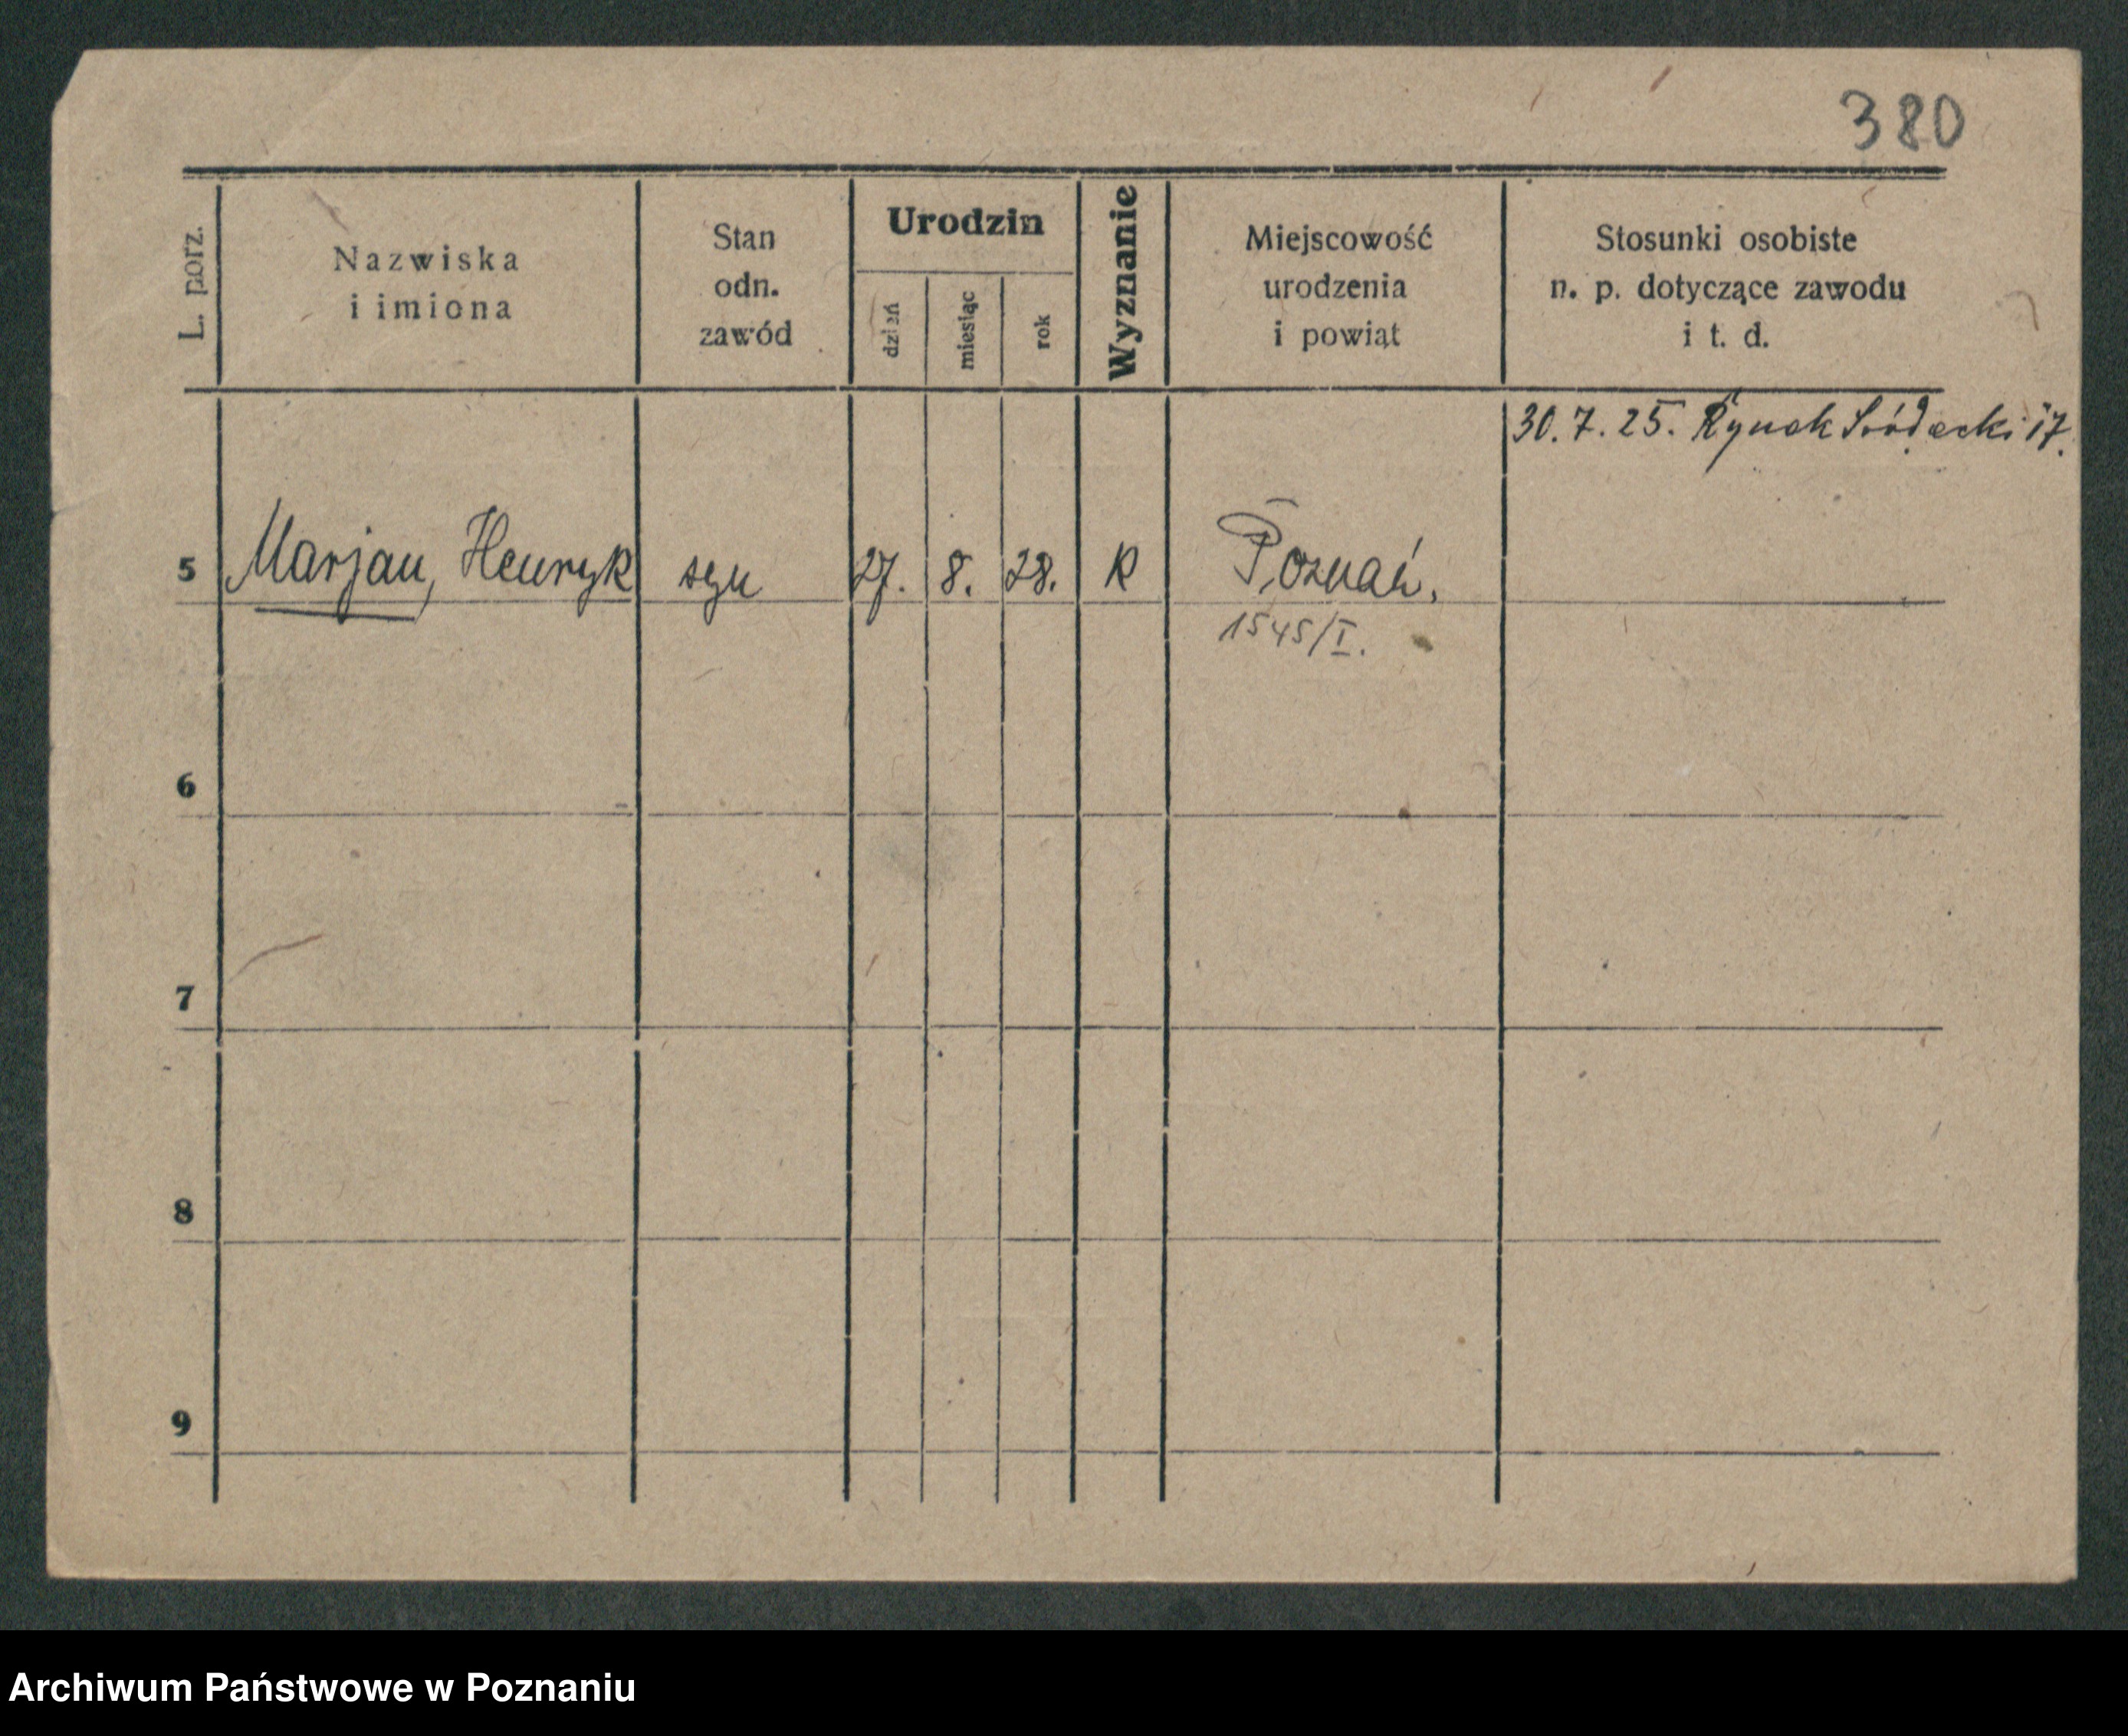 380
L. porz.
Nazwiska
i imiona
Stan
odn.
zawód
Urodzin
dzień
miesiąc
rok
Wyznanie
Miejscowość
urodzenia
i powiąt
Stosunki osobiste
n. p. dotyczące zawodu
i t. d.
30. 7. 25. Rynek Śródecki 17.
5 Marjan, Henryk syn 27. 8. 28. K Poznań.
1545/I.
6
7
8
9
Archiwum Państwowe w Poznaniu